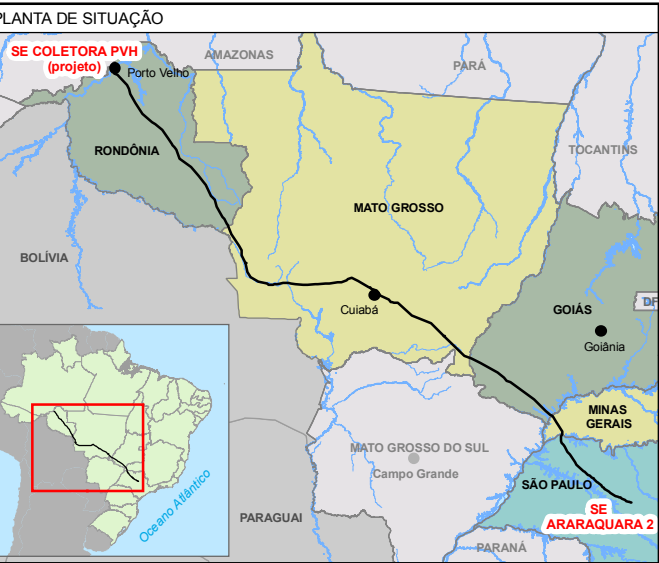 PLANTA DE SITUAÇÃO
SE COLETORA PVH
(projeto)
Porto Velho
AMAZONAS
PARÁ
TOCANTINS
RONDÔNIA
MATO GROSSO
BOLÍVIA
Cuiabá
GOIÁS
DF
Goiânia
MINAS
GERAIS
MATO GROSSO DO SUL
Campo Grande
SÃO PAULO
SE
ARARAQUARA 2
PARAGUAI
PARANÁ
Oceano Atlântico